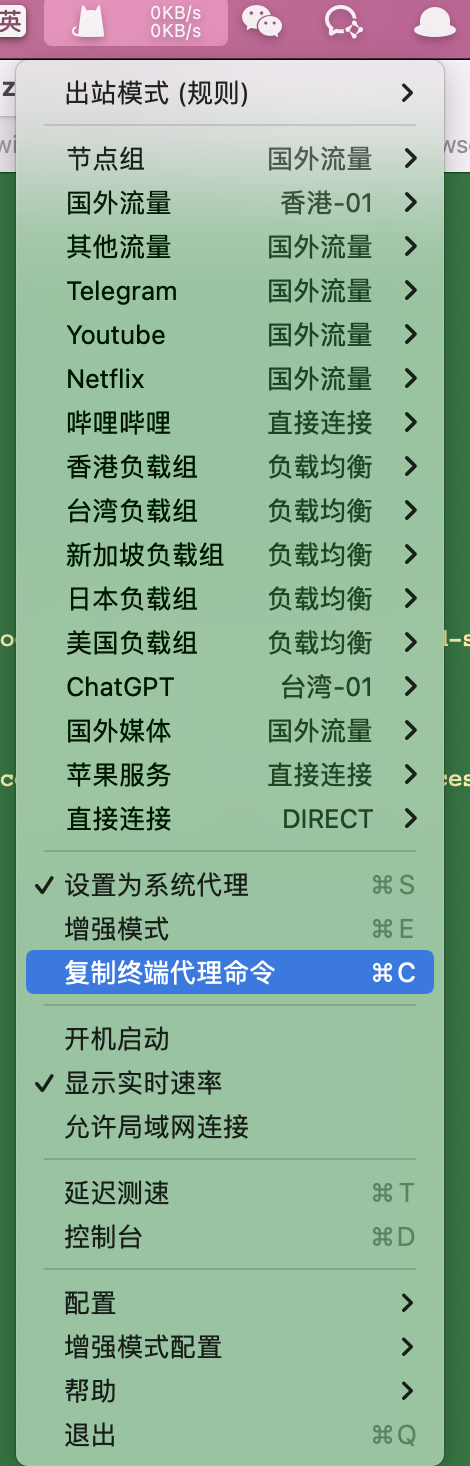 英
0KB/s
0KB/s
出站模式 (规则)
节点组 国外流量
国外流量 香港-01
其他流量 国外流量
Telegram 国外流量
Youtube 国外流量
Netflix 国外流量
哔哩哔哩 直接连接
香港负载组 负载均衡
台湾负载组 负载均衡
新加坡负载组 负载均衡
日本负载组 负载均衡
美国负载组 负载均衡
ChatGPT 台湾-01
国外媒体 国外流量
苹果服务 直接连接
直接连接 DIRECT
设置为系统代理 ⌘S
增强模式 ⌘E
复制终端代理命令 ⌘C
开机启动
显示实时速率
允许局域网连接
延迟测速 ⌘T
控制台 ⌘D
配置
增强模式配置
帮助
退出 ⌘Q